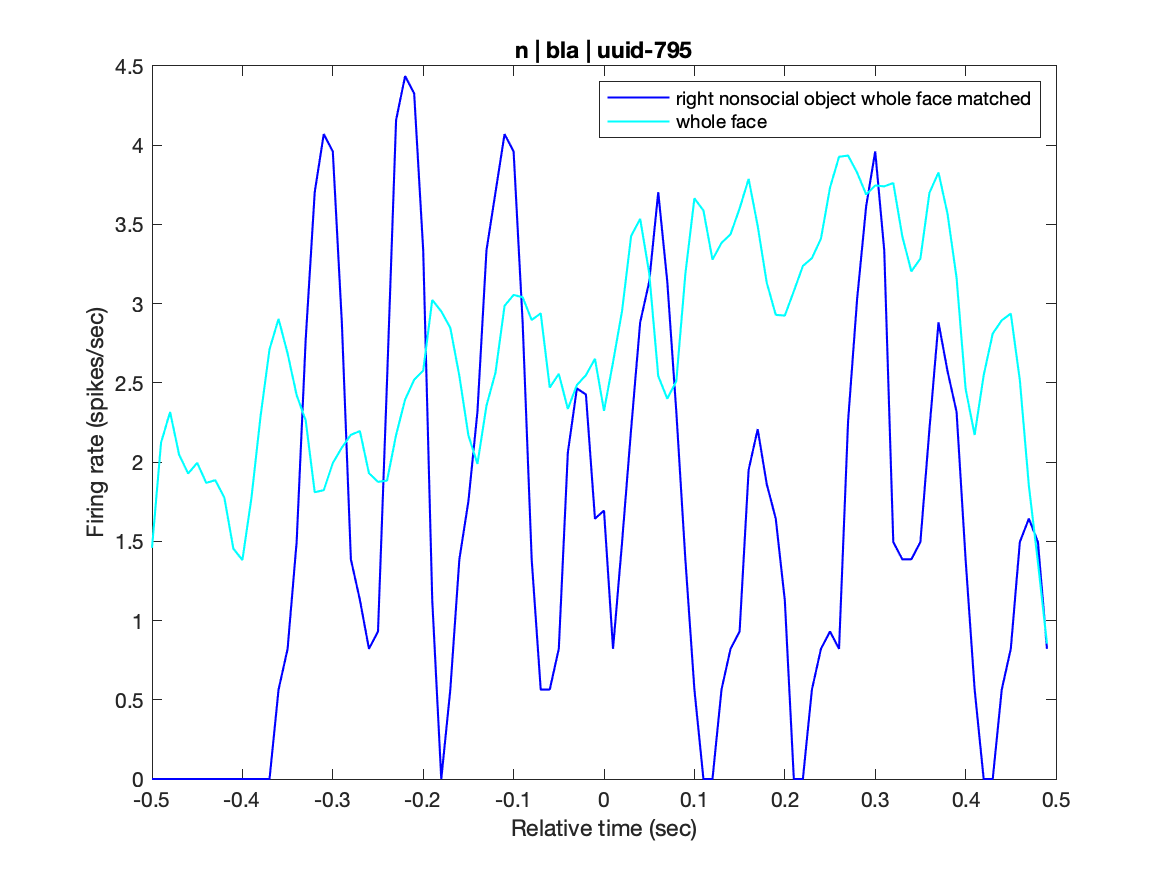 n | bla | uuid-795
4.5
4
3.5
3
2.5
2
1.5
1
0.5
0
Firing rate (spikes/sec)
right nonsocial object whole face matched
whole face
-0.5 -0.4 -0.3 -0.2 -0.1 0 0.1 0.2 0.3 0.4 0.5
Relative time (sec)